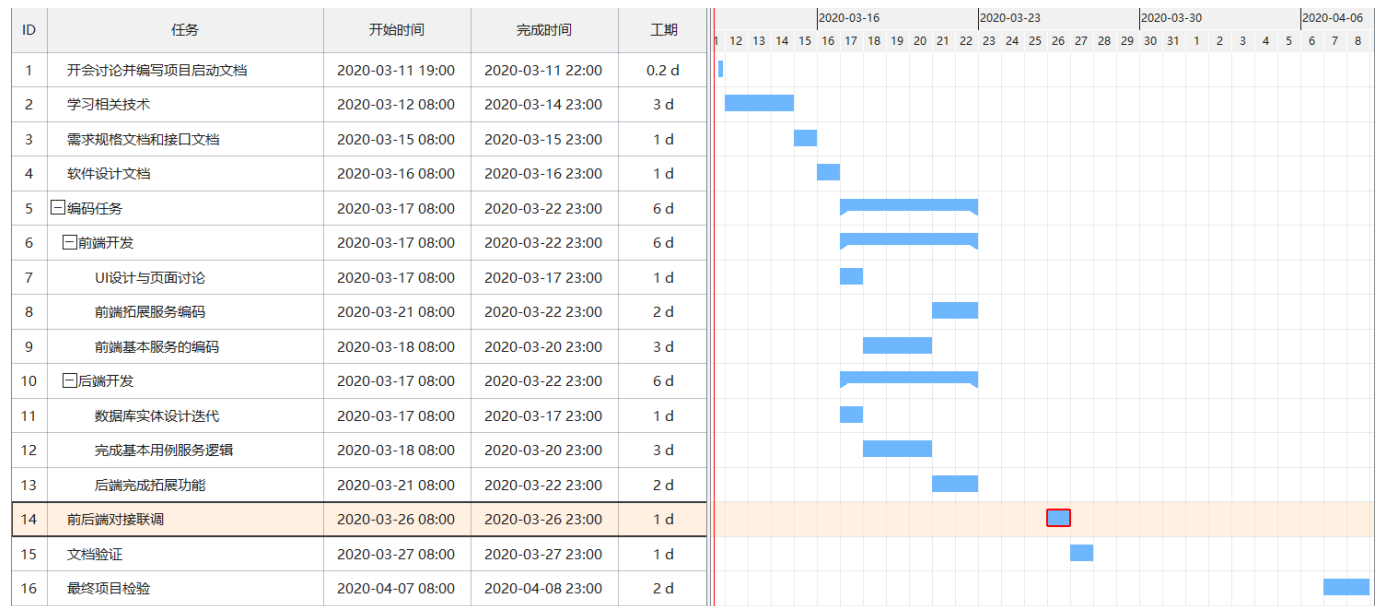 ID 任务 开始时间 完成时间 工期
2020-03-16 2020-03-23 2020-03-30 2020-04-06
1 12 13 14 15 16 17 18 19 20 21 22 23 24 25 26 27 28 29 30 31 1 2 3 4 5 6 7 8
1 开会讨论并编写项目启动文档 2020-03-11 19:00 2020-03-11 22:00 0.2 d
2 学习相关技术 2020-03-12 08:00 2020-03-14 23:00 3 d
3 需求规格文档和接口文档 2020-03-15 08:00 2020-03-15 23:00 1 d
4 软件设计文档 2020-03-16 08:00 2020-03-16 23:00 1 d
5 编码任务 2020-03-17 08:00 2020-03-22 23:00 6 d
6 前端开发 2020-03-17 08:00 2020-03-22 23:00 6 d
7 UI设计与页面讨论 2020-03-17 08:00 2020-03-17 23:00 1 d
8 前端拓展服务编码 2020-03-21 08:00 2020-03-22 23:00 2 d
9 前端基本服务的编码 2020-03-18 08:00 2020-03-20 23:00 3 d
10 后端开发 2020-03-17 08:00 2020-03-22 23:00 6 d
11 数据库实体设计迭代 2020-03-17 08:00 2020-03-17 23:00 1 d
12 完成基本用例服务逻辑 2020-03-18 08:00 2020-03-20 23:00 3 d
13 后端完成拓展功能 2020-03-21 08:00 2020-03-22 23:00 2 d
14 前后端对接联调 2020-03-26 08:00 2020-03-26 23:00 1 d
15 文档验证 2020-03-27 08:00 2020-03-27 23:00 1 d
16 最终项目检验 2020-04-07 08:00 2020-04-08 23:00 2 d